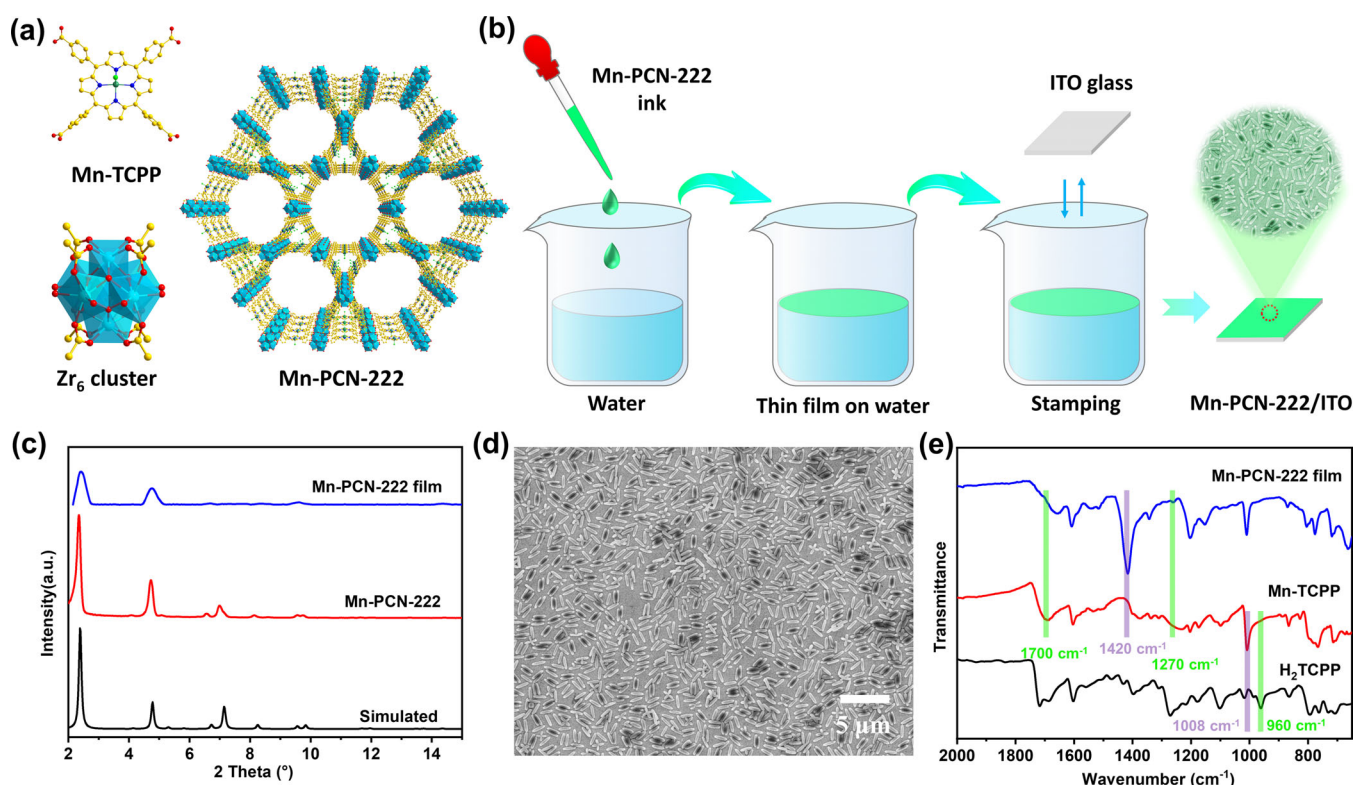 (a)
Mn-TCPP
Zr₆ cluster
Mn-PCN-222
(b)
Mn-PCN-222
ink
ITO glass
Water
Thin film on water
Stamping
Mn-PCN-222/ITO
(c)
Mn-PCN-222 film
Mn-PCN-222
Simulated
Intensity(a.u.)
2 4 6 8 10 12 14
2 Theta (°)
(d)
5 μm
(e)
Mn-PCN-222 film
Mn-TCPP
1700 cm⁻¹
1420 cm⁻¹
1270 cm⁻¹
H₂TCPP
1008 cm⁻¹
960 cm⁻¹
Transmittance
2000 1800 1600 1400 1200 1000 800
Wavenumber (cm⁻¹)